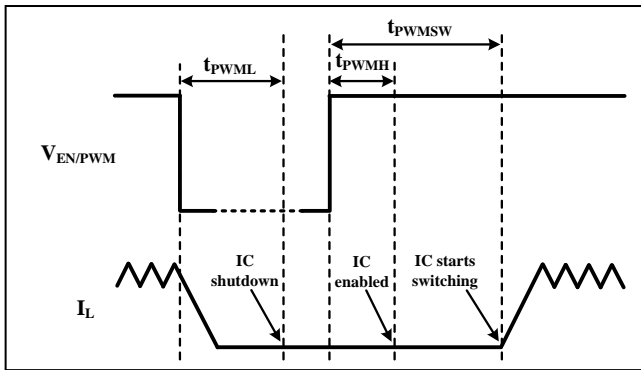 tPWMSW
tPWML
tPWMH
VEN/PWM
IC
shutdown
IC
enabled
IC starts
switching
IL